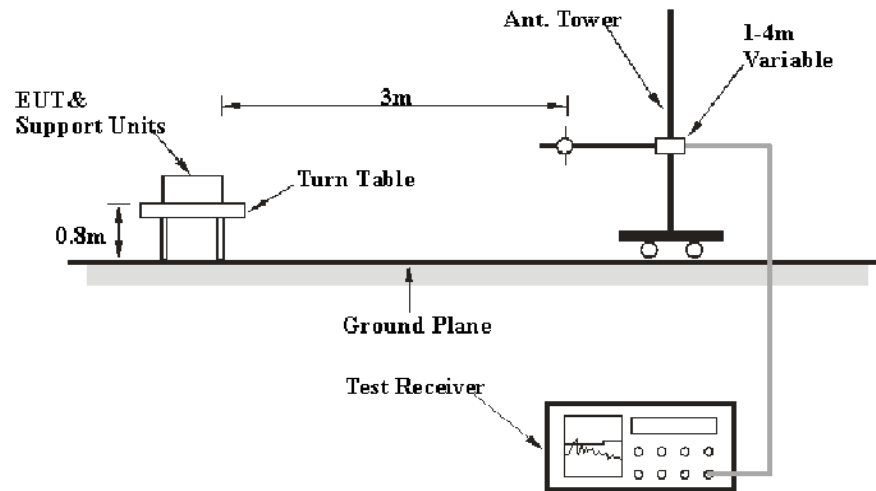 Ant. Tower
1-4m
Variable
3m
EUT&
Support Units
Turn Table
0.8m
Ground Plane
Test Receiver